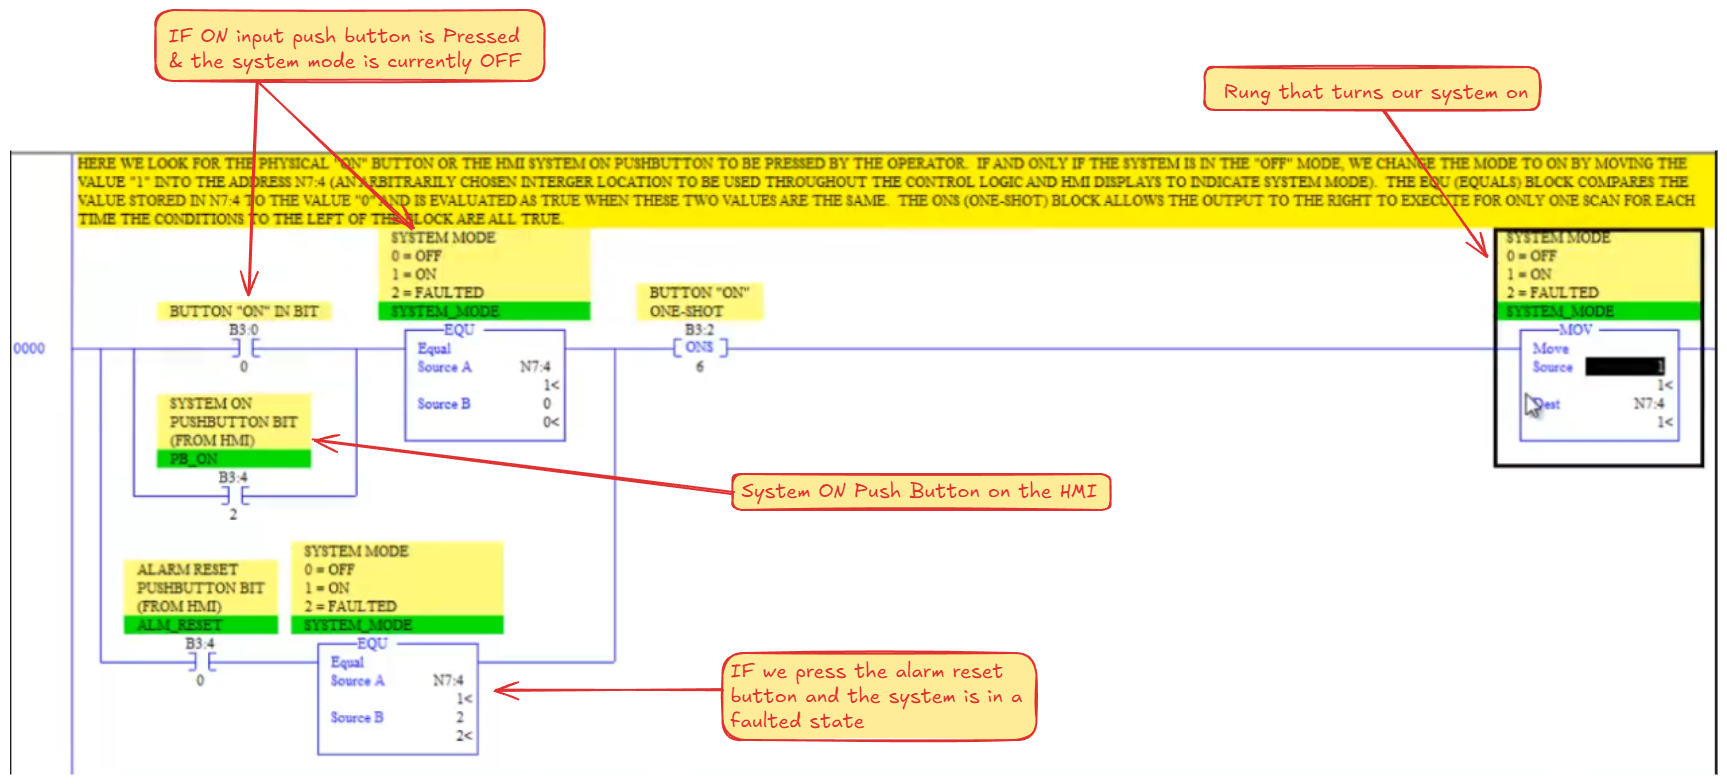 IF ON input push button is Pressed
& the system mode is currently OFF
Rung that turns our system on
HERE WE LOOK FOR THE PHYSICAL "ON" BUTTON OR THE HMI SYSTEM ON PUSHBUTTON TO BE PRESSED BY THE OPERATOR. IF AND ONLY IF THE SYSTEM IS IN THE "OFF" MODE, WE CHANGE THE MODE TO ON BY MOVING THE
VALUE "1" INTO THE ADDRESS N7:4 (AN ARBITRARILY CHOSEN INTERGER LOCATION TO BE USED THROUGHOUT THE CONTROL LOGIC AND HMI DISPLAYS TO INDICATE SYSTEM MODE). THE EQU (EQUALS) BLOCK COMPARES THE
VALUE STORED IN N7:4 TO THE VALUE "0" AND IS EVALUATED AS TRUE WHEN THESE TWO VALUES ARE THE SAME. THE ONS (ONE-SHOT) BLOCK ALLOWS THE OUTPUT TO THE RIGHT TO EXECUTE FOR ONLY ONE SCAN FOR EACH
TIME THE CONDITIONS TO THE LEFT OF THE BLOCK ARE ALL TRUE.
0000
BUTTON "ON" IN BIT
B3:0
0
SYSTEM MODE
0 = OFF
1 = ON
2 = FAULTED
SYSTEM_MODE
EQU
Equal
Source A N7:4
1<
Source B 0
0<
BUTTON "ON"
ONE-SHOT
B3:2
ONS
6
SYSTEM MODE
0 = OFF
1 = ON
2 = FAULTED
SYSTEM_MODE
MOV
Move
Source 1
1<
Dest N7:4
1<
SYSTEM ON
PUSHBUTTON BIT
(FROM HMI)
PB_ON
B3:4
2
System ON Push Button on the HMI
ALARM RESET
PUSHBUTTON BIT
(FROM HMI)
ALM_RESET
B3:4
0
SYSTEM MODE
0 = OFF
1 = ON
2 = FAULTED
SYSTEM_MODE
EQU
Equal
Source A N7:4
1<
Source B 2
2<
IF we press the alarm reset
button and the system is in a
faulted state